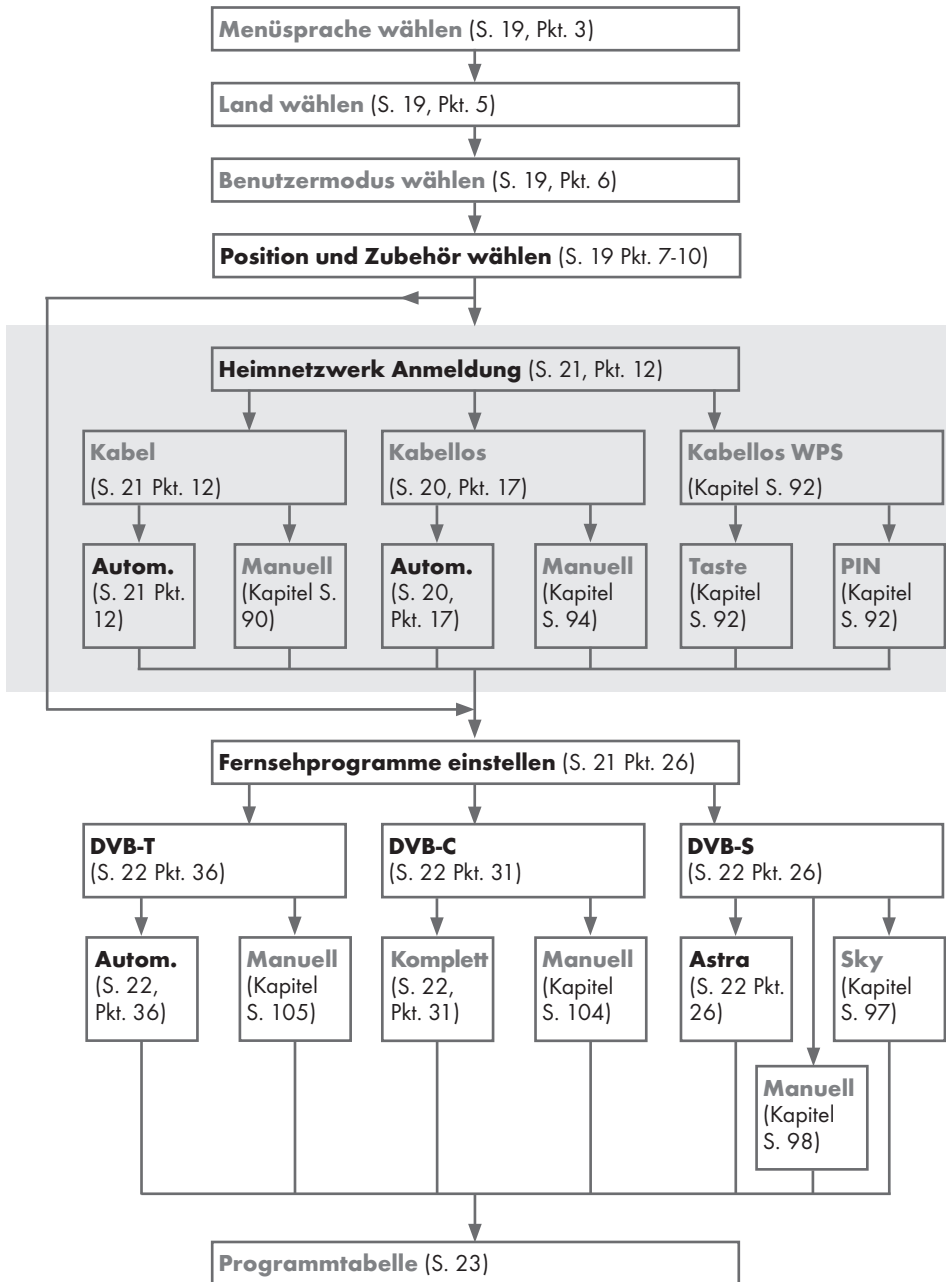 Menüsprache wählen (S. 19, Pkt. 3)
Land wählen (S. 19, Pkt. 5)
Benutzermodus wählen (S. 19, Pkt. 6)
Position und Zubehör wählen (S. 19 Pkt. 7-10)
Heimnetzwerk Anmeldung (S. 21, Pkt. 12)
Kabel
(S. 21 Pkt. 12)
Kabellos
(S. 20, Pkt. 17)
Kabellos WPS
(Kapitel S. 92)
Autom.
(S. 21 Pkt.
12)
Manuell
(Kapitel S.
90)
Autom.
(S. 20,
Pkt. 17)
Manuell
(Kapitel
S. 94)
Taste
(Kapitel
S. 92)
PIN
(Kapitel
S. 92)
Fernsehprogramme einstellen (S. 21 Pkt. 26)
DVB-T
(S. 22 Pkt. 36)
DVB-C
(S. 22 Pkt. 31)
DVB-S
(S. 22 Pkt. 26)
Autom.
(S. 22,
Pkt. 36)
Manuell
(Kapitel
S. 105)
Komplett
(S. 22,
Pkt. 31)
Manuell
(Kapitel
S. 104)
Astra
(S. 22 Pkt.
26)
Sky
(Kapitel
S. 97)
Manuell
(Kapitel
S. 98)
Programmtabelle (S. 23)